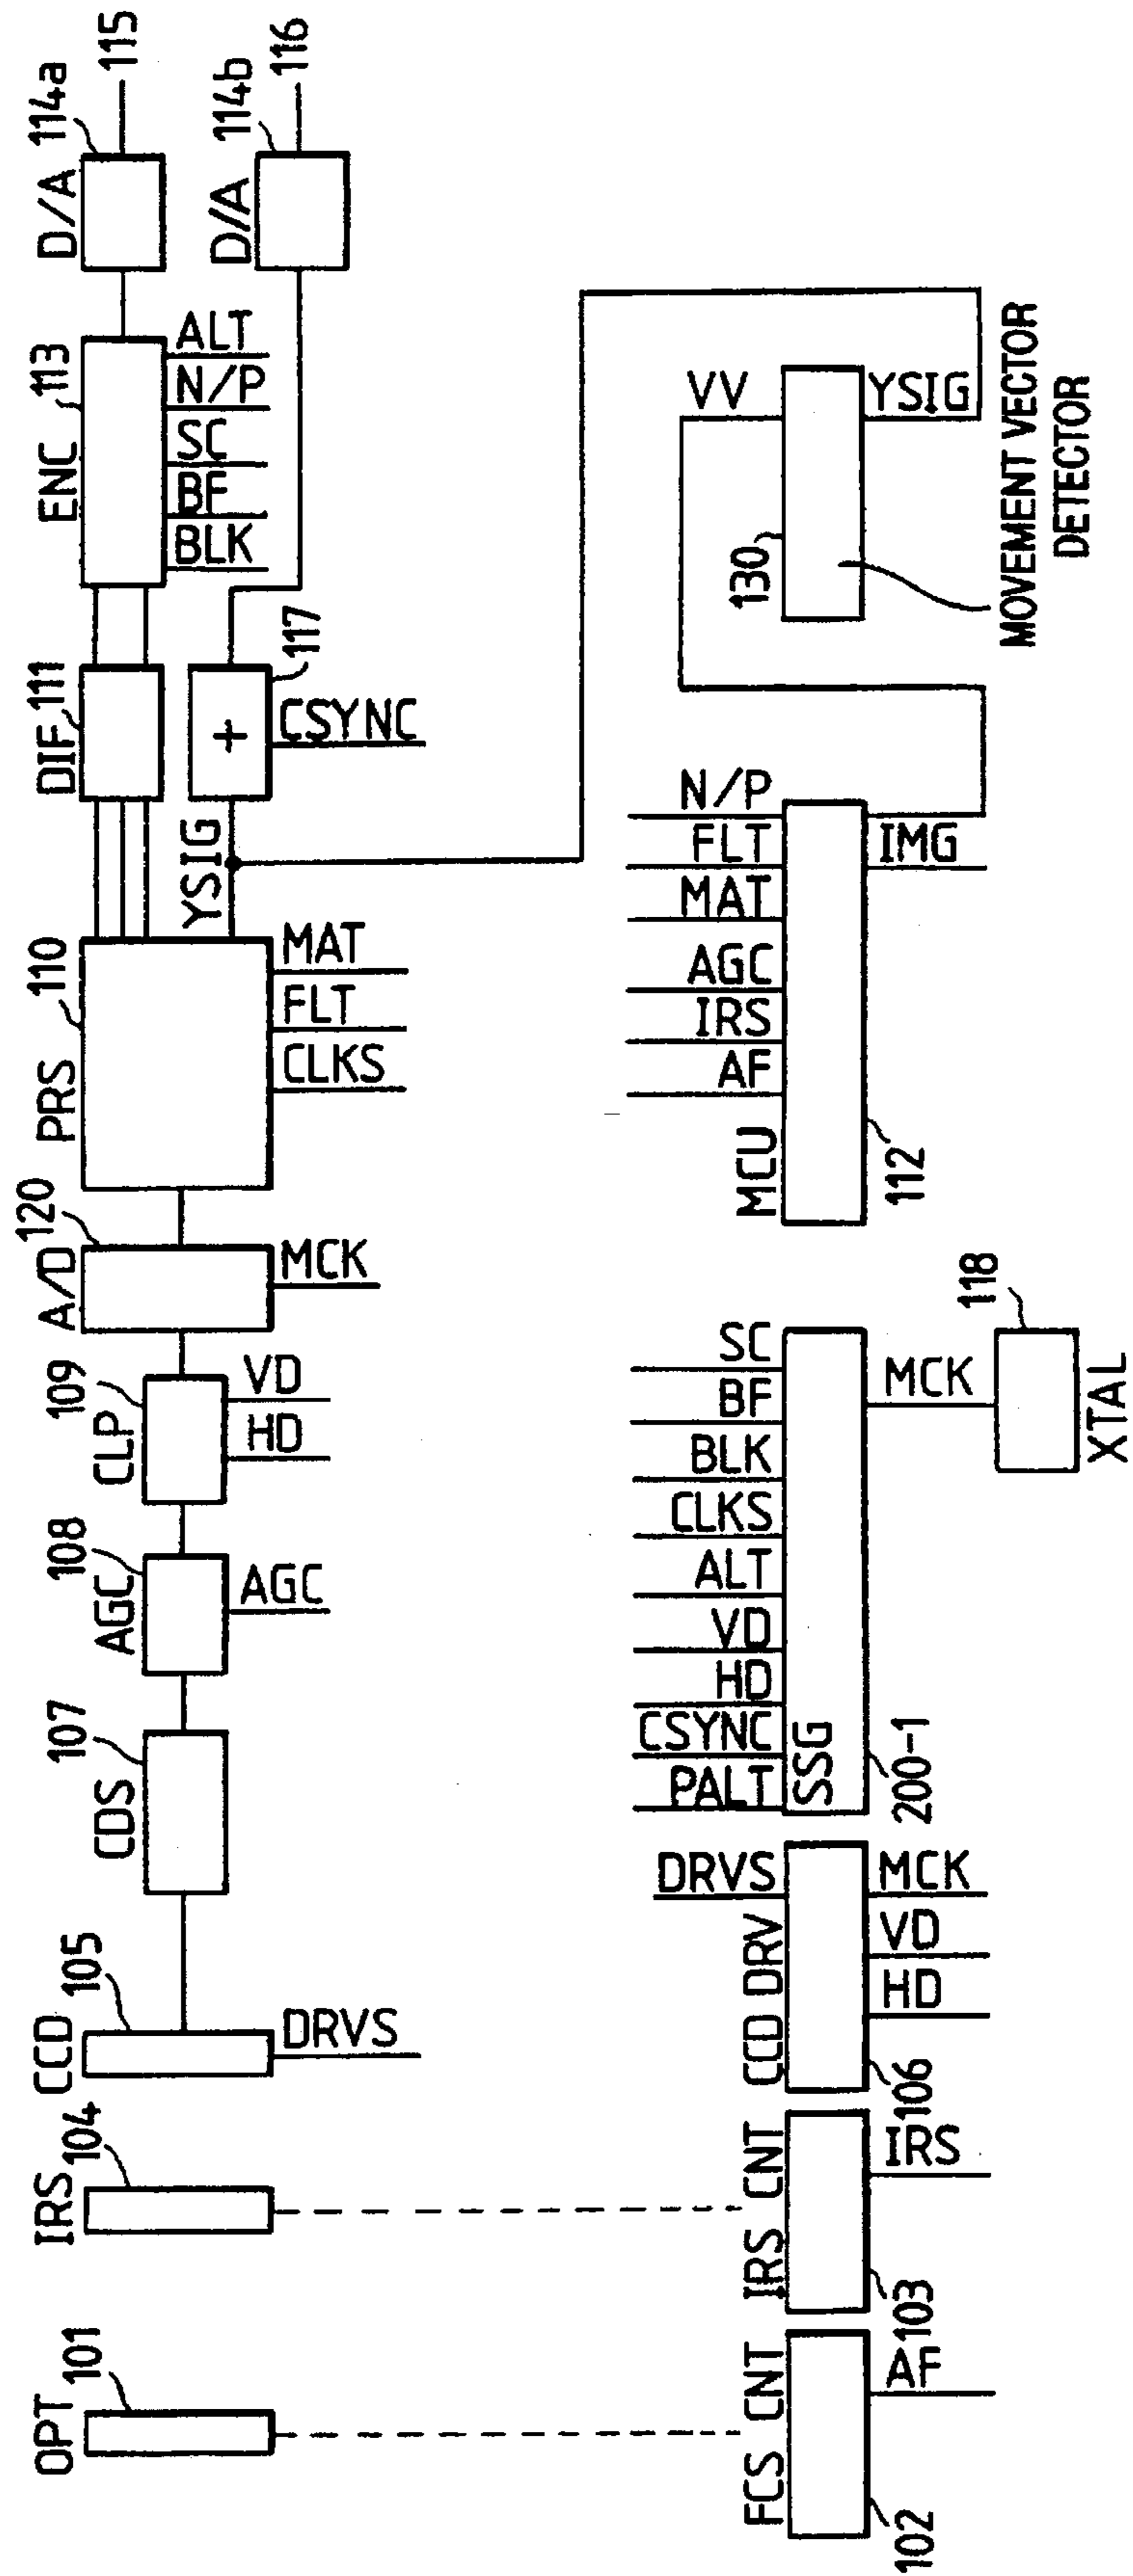 OPT
101
IRS
104
CCD
105
DRVS
CDS
107
AGC
108
AGC
CLP
109
HD
VD
A/D
120
MCK
PRS
110
CLKS
FLT
MAT
YSIG
DIF
111
+
117
CSYNC
ENC
113
BLK
BF
SC
N/P
ALT
D/A
114a
115
D/A
114b
116
FCS CNT
102
AF
IRS CNT
103
IRS
CCD DRV
DRVS
106
HD
VD
MCK
SSG
PALT
CSYNC
HD
VD
ALT
CLKS
BLK
BF
SC
200-1
MCK
118
XTAL
MCU
AF
IRS
AGC
MAT
FLT
N/P
112
IMG
130
VV
YSIG
MOVEMENT VECTOR
DETECTOR